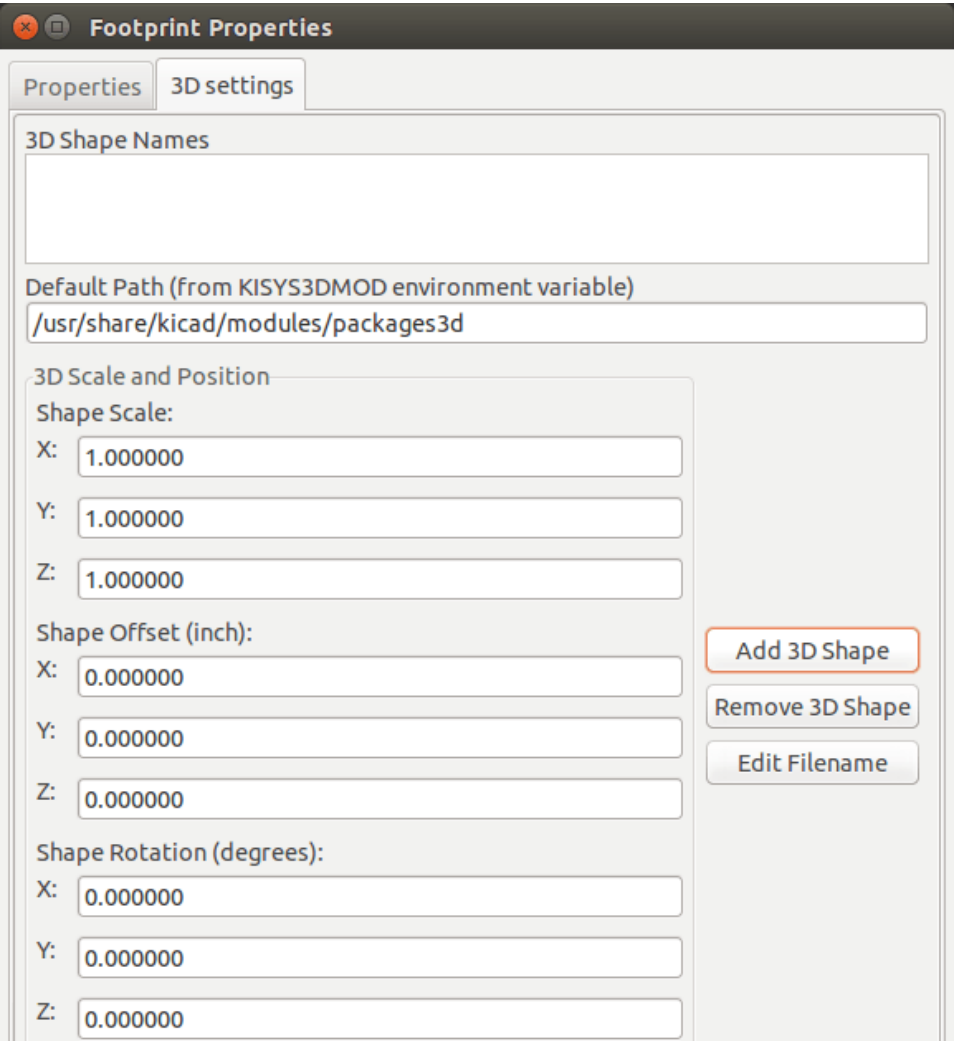 Footprint Properties
Properties 3D settings
3D Shape Names
Default Path (from KISYS3DMOD environment variable)
/usr/share/kicad/modules/packages3d
3D Scale and Position
Shape Scale:
X: 1.000000
Y: 1.000000
Z: 1.000000
Shape Offset (inch):
X: 0.000000
Y: 0.000000
Z: 0.000000
Add 3D Shape
Remove 3D Shape
Edit Filename
Shape Rotation (degrees):
X: 0.000000
Y: 0.000000
Z: 0.000000